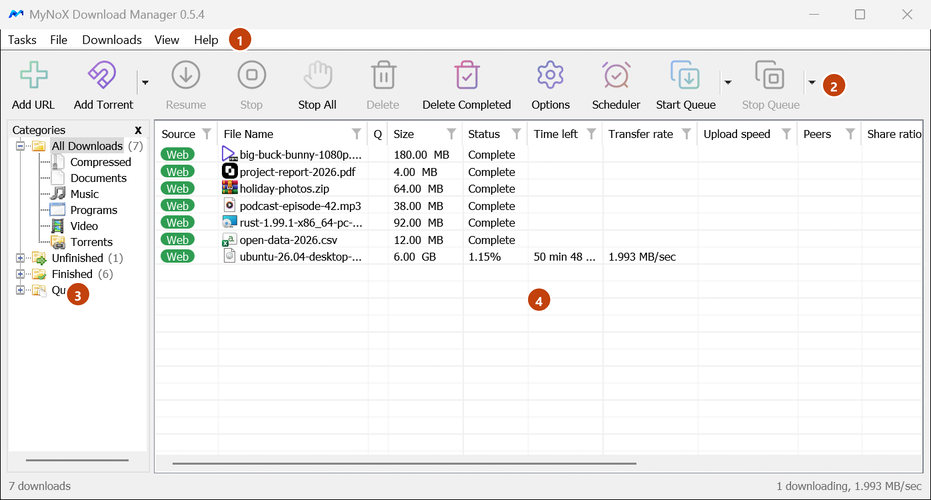 MyNoX Download Manager 0.5.4
Tasks File Downloads View Help 1
Add URL Add Torrent Resume Stop Stop All Delete Delete Completed Options Scheduler Start Queue Stop Queue 2
Categories X
All Downloads (7)
Compressed
Documents
Music
Programs
Video
Torrents
Unfinished (1)
Finished (6)
Qu 3
Source File Name Q Size Status Time left Transfer rate Upload speed Peers Share ratio
Web big-buck-bunny-1080p.... 180.00 MB Complete
Web project-report-2026.pdf 4.00 MB Complete
Web holiday-photos.zip 64.00 MB Complete
Web podcast-episode-42.mp3 38.00 MB Complete
Web rust-1.99.1-x86_64-pc-... 92.00 MB Complete
Web open-data-2026.csv 12.00 MB Complete
Web ubuntu-26.04-desktop-... 6.00 GB 1.15% 50 min 48 ... 1.993 MB/sec
4
7 downloads
1 downloading, 1.993 MB/sec